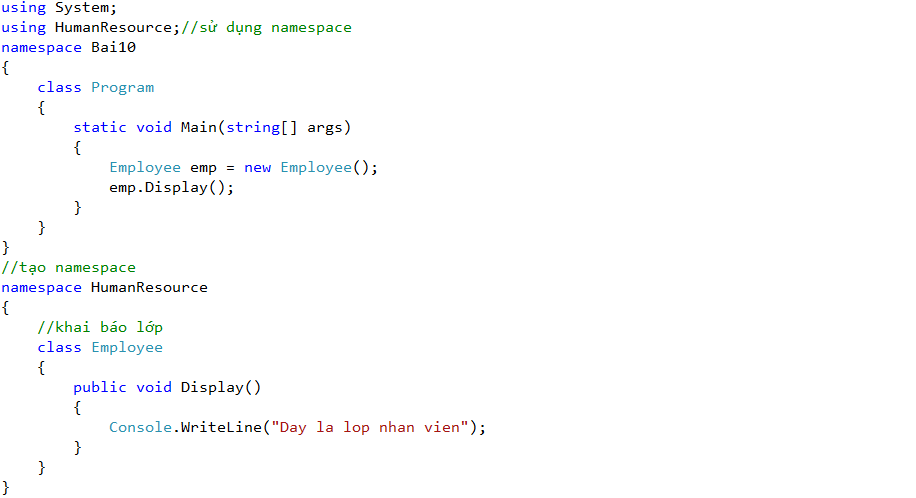 using System;
using HumanResource;//sử dụng namespace
namespace Bai10
{
    class Program
    {
        static void Main(string[] args)
        {
            Employee emp = new Employee();
            emp.Display();
        }
    }
}
//tạo namespace
namespace HumanResource
{
    //khai báo lớp
    class Employee
    {
        public void Display()
        {
            Console.WriteLine("Day la lop nhan vien");
        }
    }
}